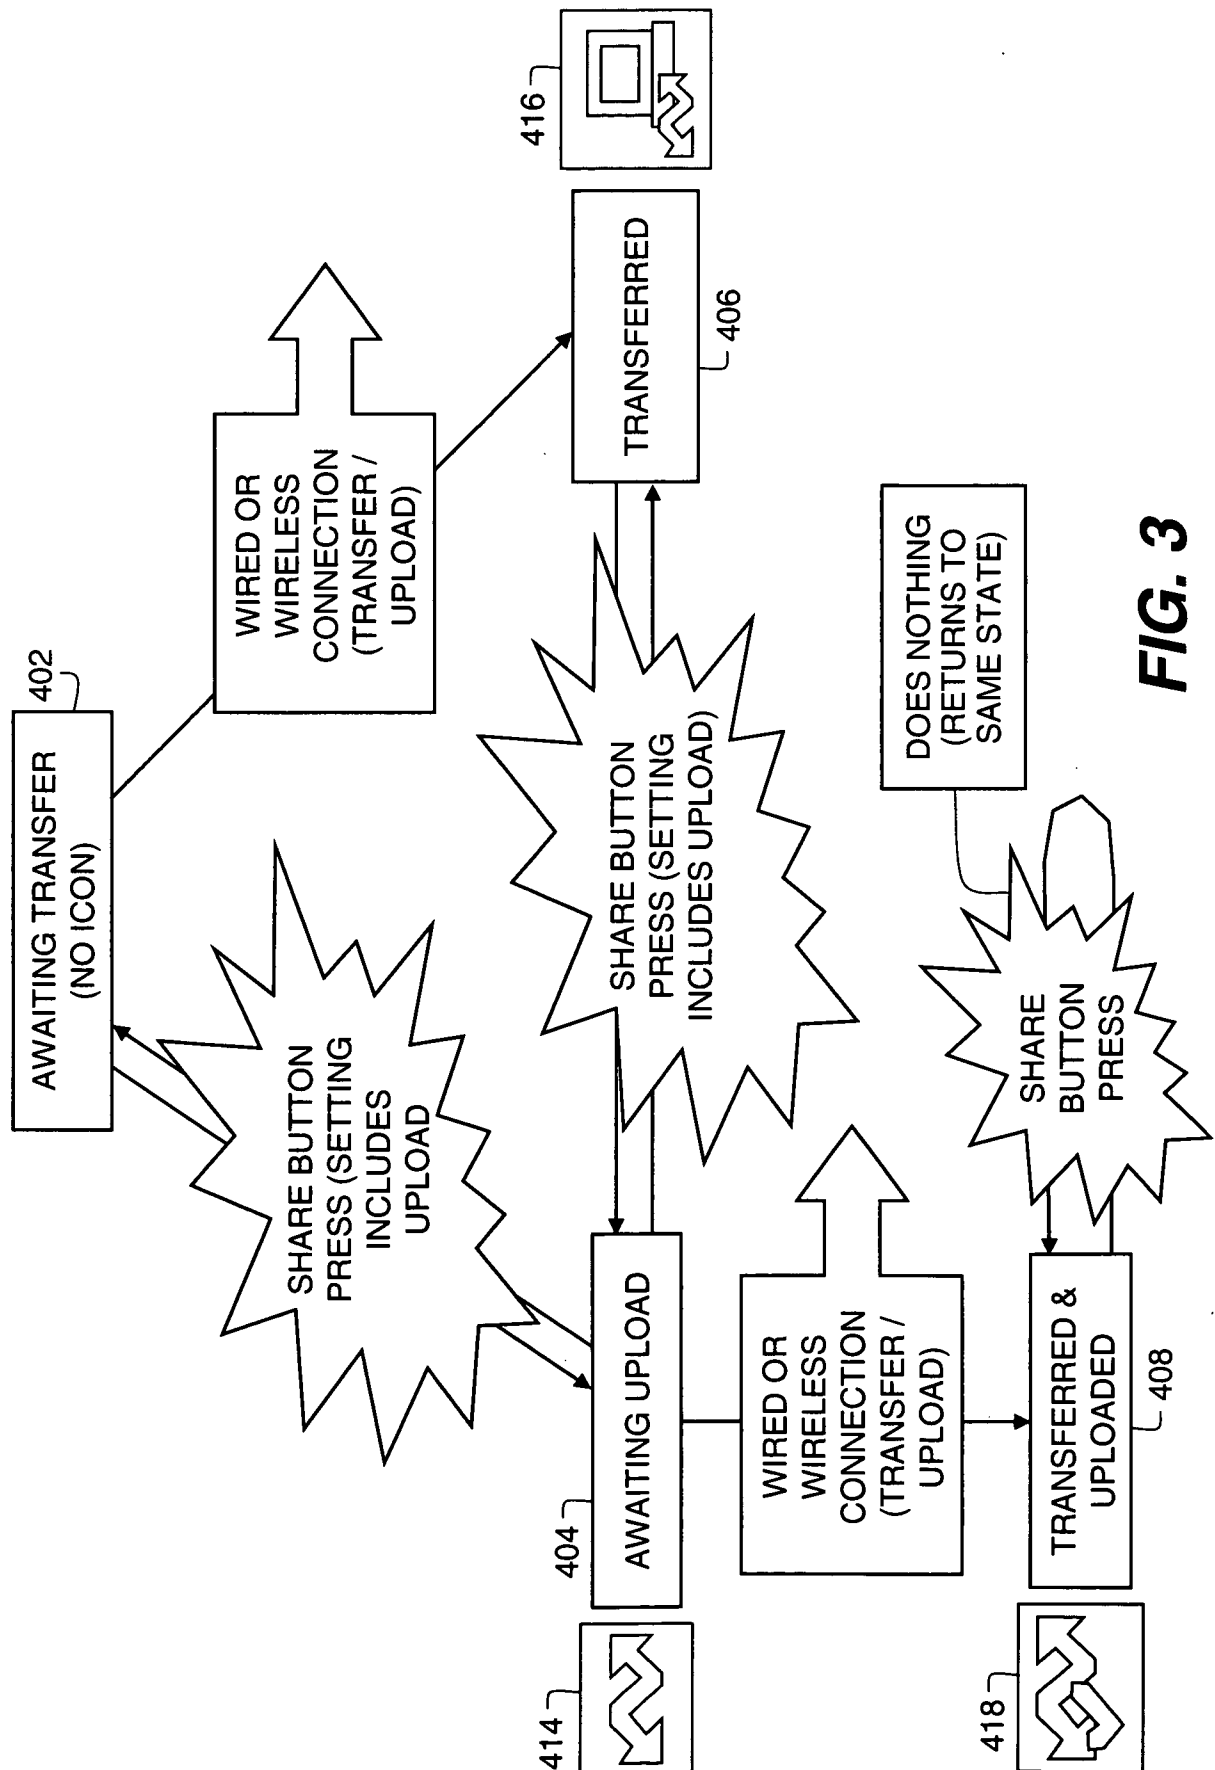 402
AWAITING TRANSFER
(NO ICON)
WIRED OR
WIRELESS
CONNECTION
(TRANSFER /
UPLOAD)
SHARE BUTTON
PRESS (SETTING
INCLUDES
UPLOAD
416
TRANSFERRED
406
SHARE BUTTON
PRESS (SETTING
INCLUDES UPLOAD)
414
404
AWAITING UPLOAD
WIRED OR
WIRELESS
CONNECTION
(TRANSFER /
UPLOAD)
DOES NOTHING
(RETURNS TO
SAME STATE)
SHARE
BUTTON
PRESS
418
TRANSFERRED &
UPLOADED
408
FIG. 3